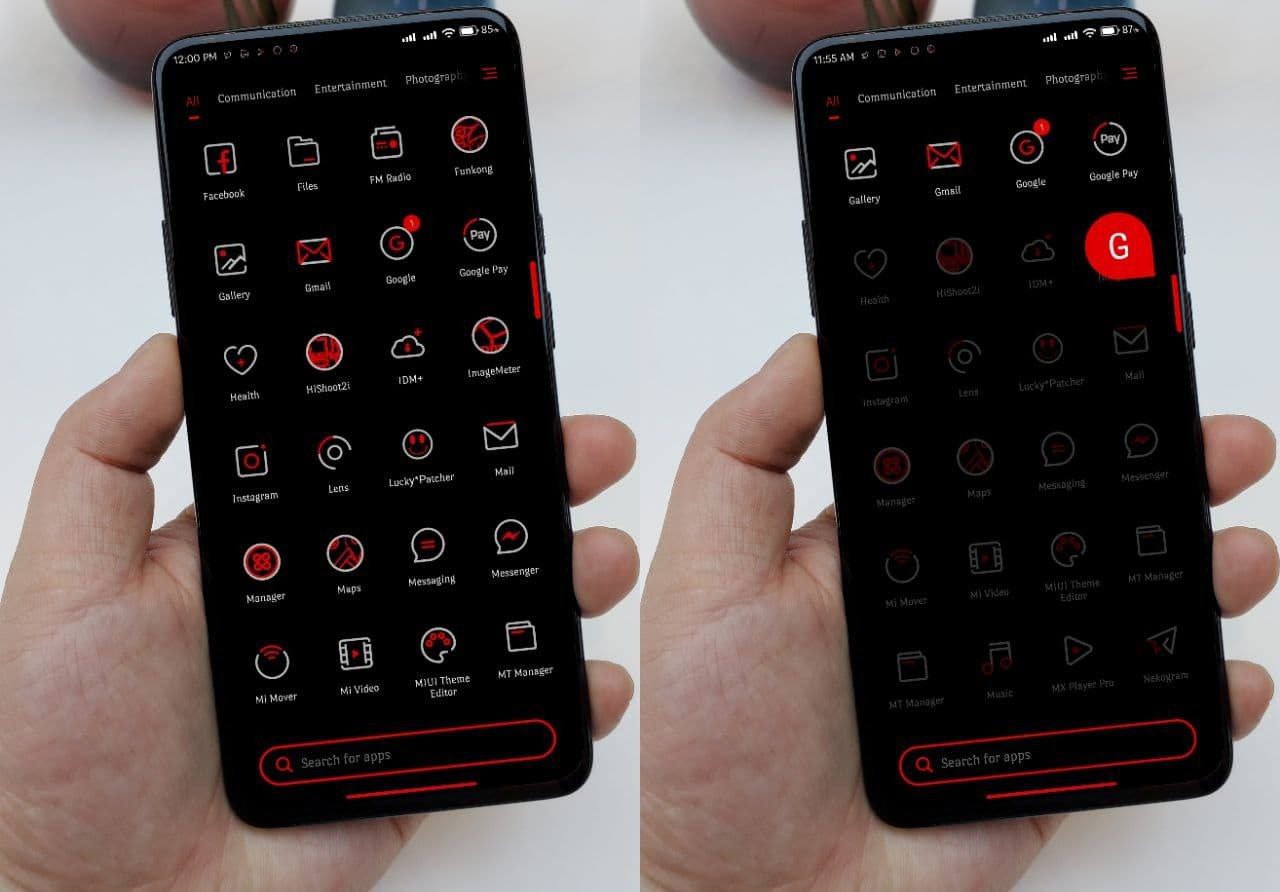 12:00 PM
85%
All Communication Entertainment Photograph
Facebook Files FM Radio Funkong
1
G
Pay
Gallery Gmail Google Google Pay
Health HiShoot2i IDM+ ImageMeter
Instagram Lens Lucky*Patcher Mail
Manager Maps Messaging Messenger
Mi Mover Mi Video MIUI Theme Editor MT Manager
Search for apps
11:55 AM
87%
All Communication Entertainment Photograph
1
G
Pay
Gallery Gmail Google Google Pay
G
Health HiShoot2i IDM+
Instagram Lens Lucky*Patcher Mail
Manager Maps Messaging Messenger
Mi Mover Mi Video MIUI Theme Editor MT Manager
MT Manager Music MX Player Pro Nekogram
Search for apps